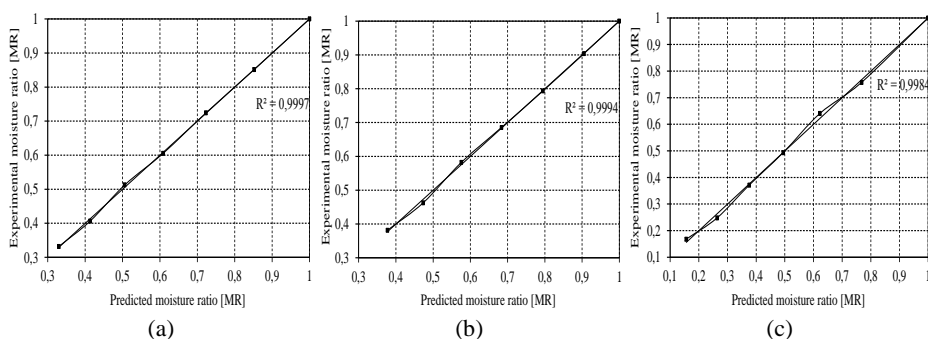 Experimental moisture ratio [MR]
1
0,9
0,8
0,7
0,6
0,5
0,4
0,3
R² = 0,9997
0,3 0,4 0,5 0,6 0,7 0,8 0,9 1
Predicted moisture ratio [MR]
(a)
Experimental moisture ratio [MR]
1
0,9
0,8
0,7
0,6
0,5
0,4
0,3
R² = 0,9994
0,3 0,4 0,5 0,6 0,7 0,8 0,9 1
Predicted moisture ratio [MR]
(b)
Experimental moisture ratio [MR]
1
0,9
0,8
0,7
0,6
0,5
0,4
0,3
0,2
0,1
R² = 0,9984
0,1 0,2 0,3 0,4 0,5 0,6 0,7 0,8 0,9 1
Predicted moisture ratio [MR]
(c)